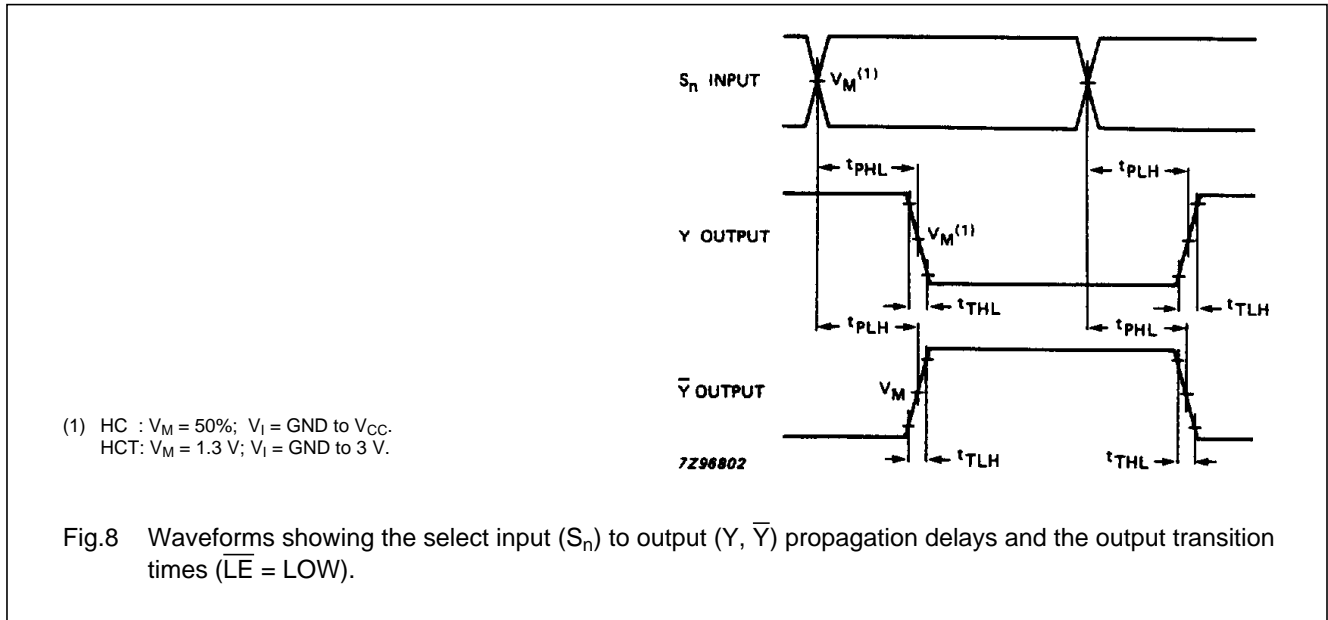 Sn INPUT
VM(1)
tPHL
tPLH
Y OUTPUT
VM(1)
tTHL
tTLH
tPLH
tPHL
Y̅ OUTPUT
VM
tTLH
tTHL
7Z96802
(1) HC : VM = 50%; VI = GND to VCC.
HCT: VM = 1.3 V; VI = GND to 3 V.
Fig.8 Waveforms showing the select input (Sn) to output (Y, Y̅) propagation delays and the output transition
times (L̅E̅ = LOW).